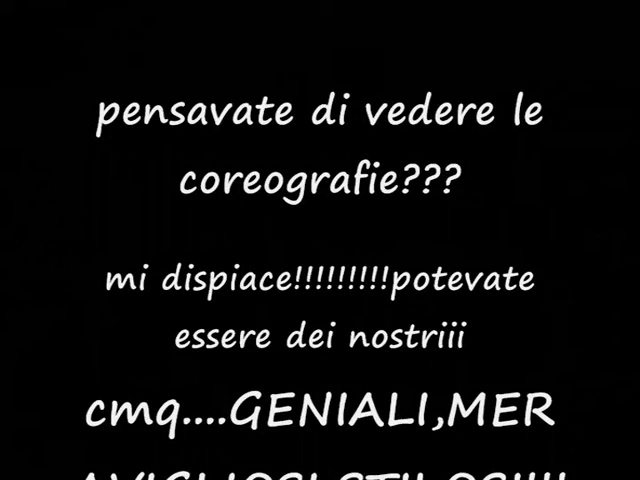 pensavate di vedere le
coreografie???
mi dispiace!!!!!!!!!potevate
essere dei nostriii
cmq....GENIALI,MER